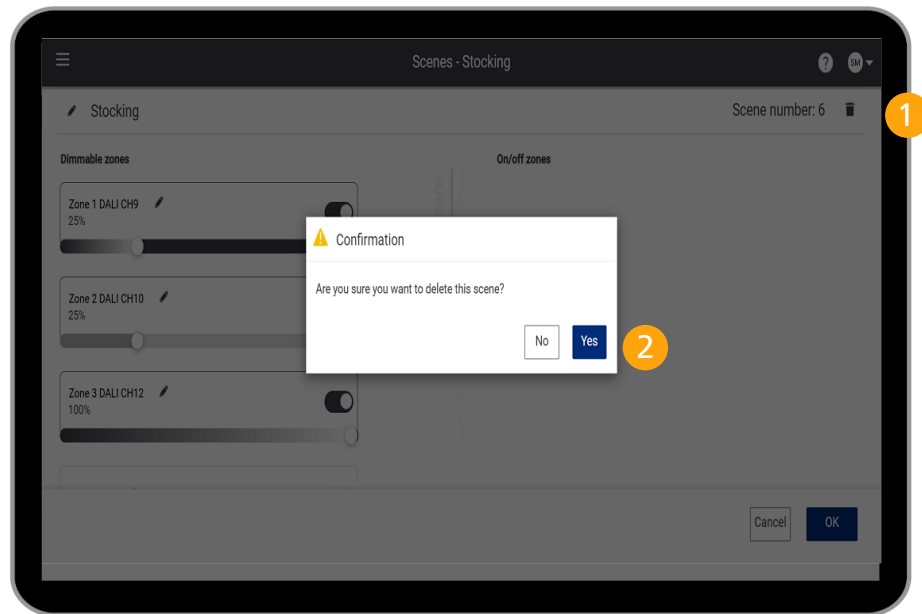 Scenes - Stocking
?
SM
Stocking
Scene number: 6
1
Dimmable zones
On/off zones
Zone 1 DALI CH9
25%
Confirmation
Are you sure you want to delete this scene?
No
Yes
2
Zone 2 DALI CH10
25%
Zone 3 DALI CH12
100%
Cancel
OK